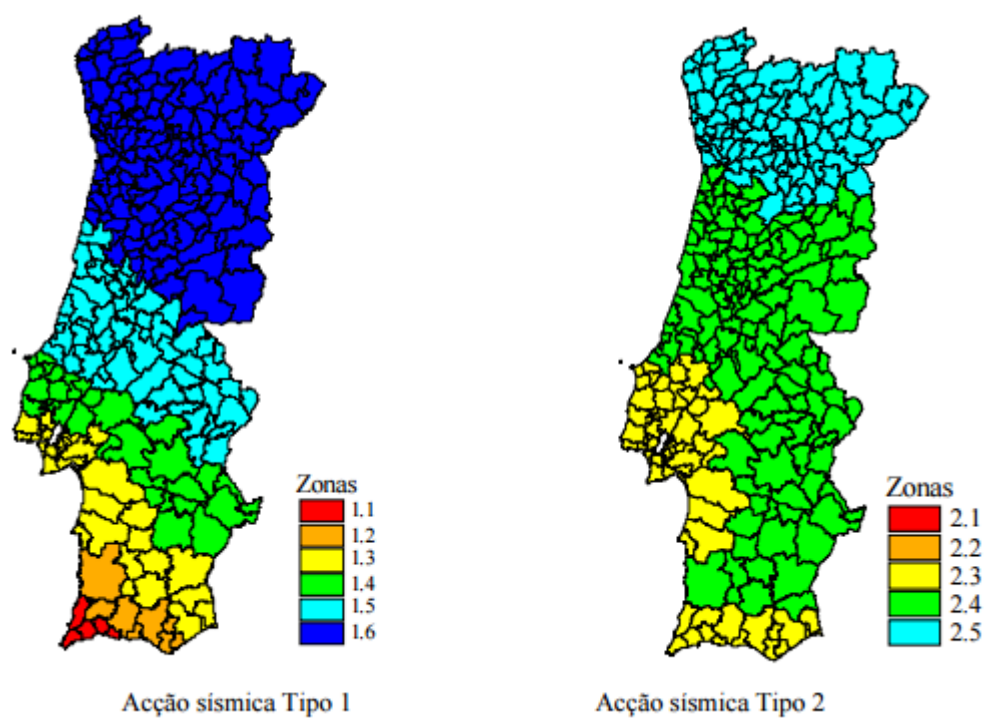 Zonas
1.1
1.2
1.3
1.4
1.5
1.6
Zonas
2.1
2.2
2.3
2.4
2.5
Acção sísmica Tipo 1
Acção sísmica Tipo 2